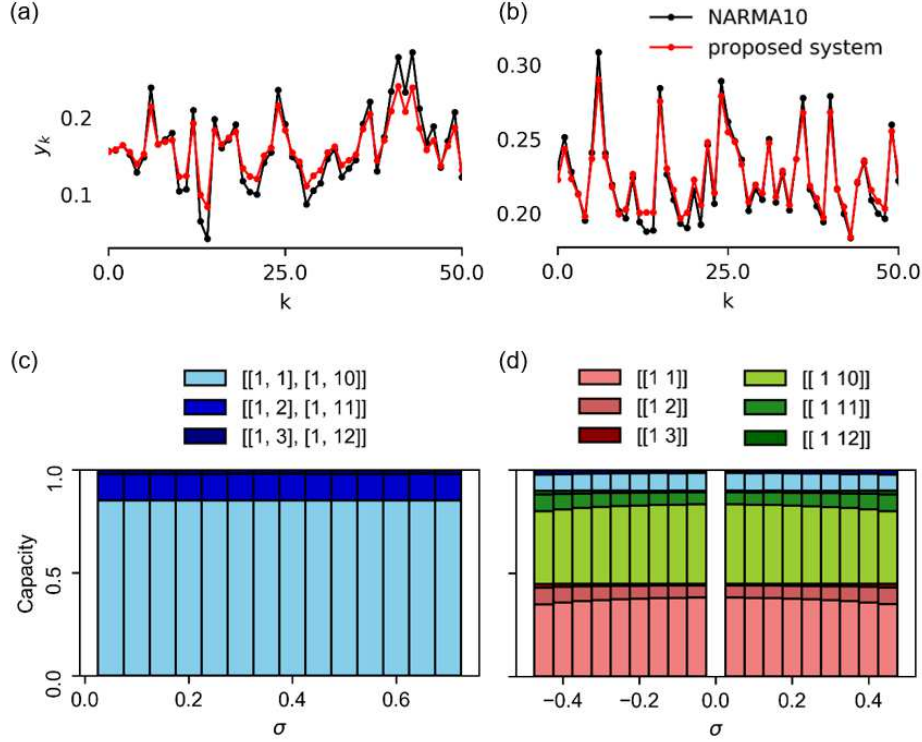 (a)
0.2
0.1
y_k
0.0
25.0
50.0
k
(b)
NARMA10
proposed system
0.30
0.25
0.20
0.0
25.0
50.0
k
(c)
[[1, 1], [1, 10]]
[[1, 2], [1, 11]]
[[1, 3], [1, 12]]
1.0
0.5
0.0
Capacity
0.0
0.2
0.4
0.6
σ
(d)
[[1 1]]
[[1 2]]
[[1 3]]
[[ 1 10]]
[[ 1 11]]
[[ 1 12]]
−0.4
−0.2
0.0
0.2
0.4
σ